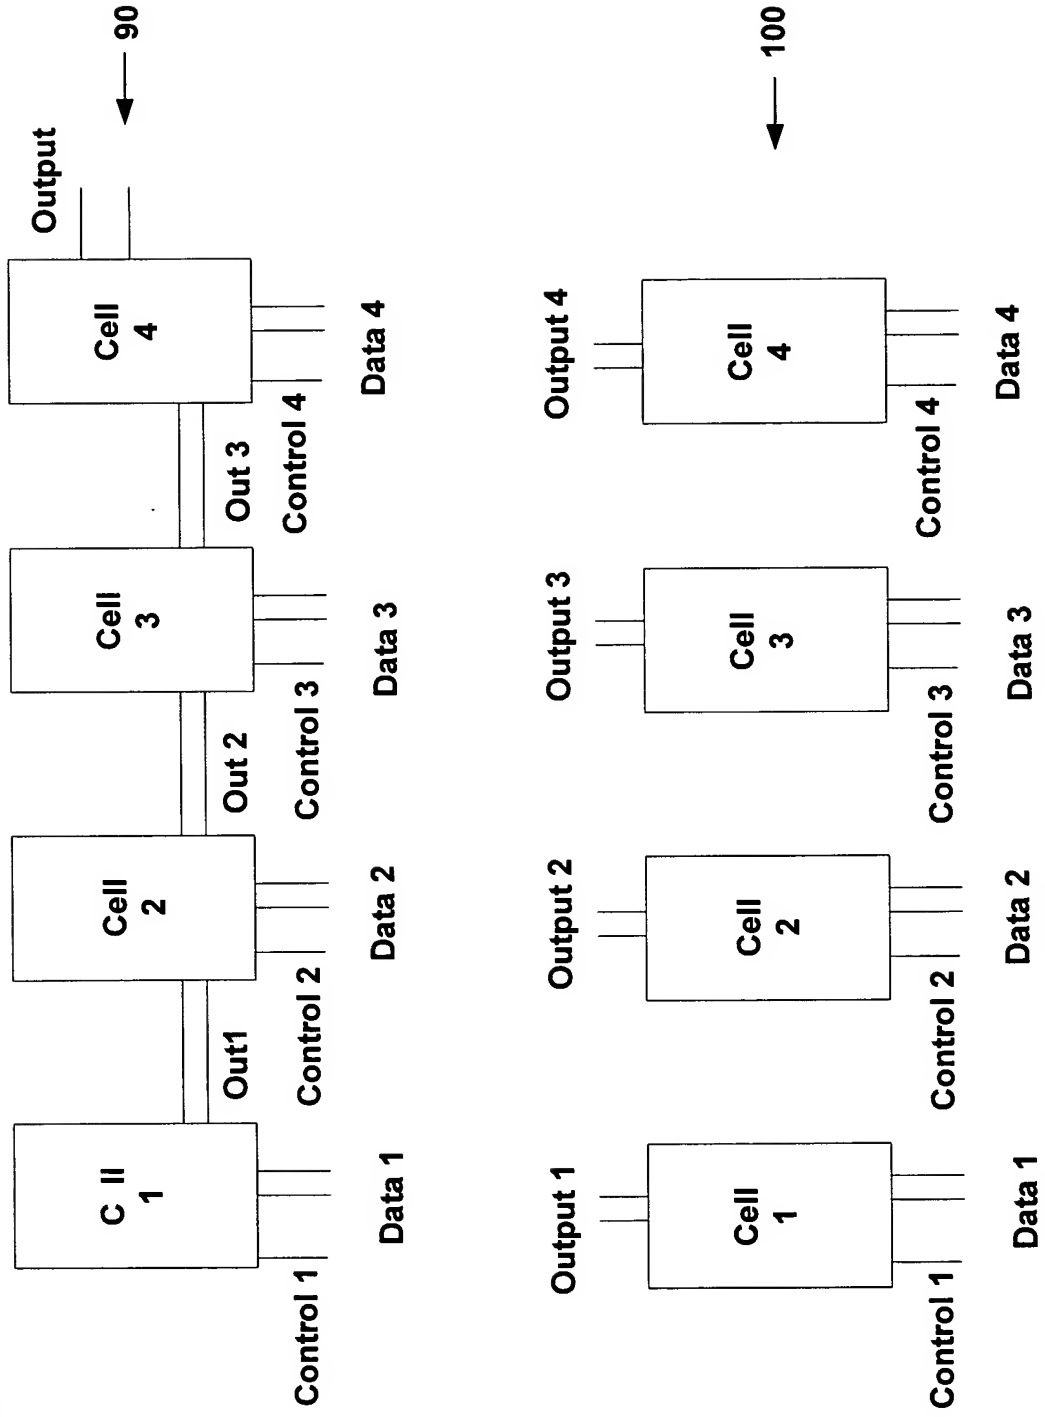 Output
90
C ll
1
Cell
2
Cell
3
Cell
4
Out1
Out 2
Out 3
Control 1
Control 2
Control 3
Control 4
Data 1
Data 2
Data 3
Data 4
Output 1
Output 2
Output 3
Output 4
100
Cell
1
Cell
2
Cell
3
Cell
4
Control 1
Control 2
Control 3
Control 4
Data 1
Data 2
Data 3
Data 4